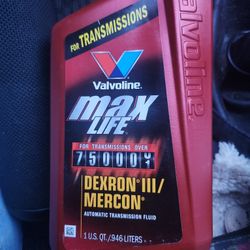 FOR TRANSMISSIONS
Valvoline
Valvoline
max
LIFE
FOR TRANSMISSIONS OVER
75000
DEXRON III/
MERCON
AUTOMATIC TRANSMISSION FLUID
1 U.S. QT./.946 LITERS